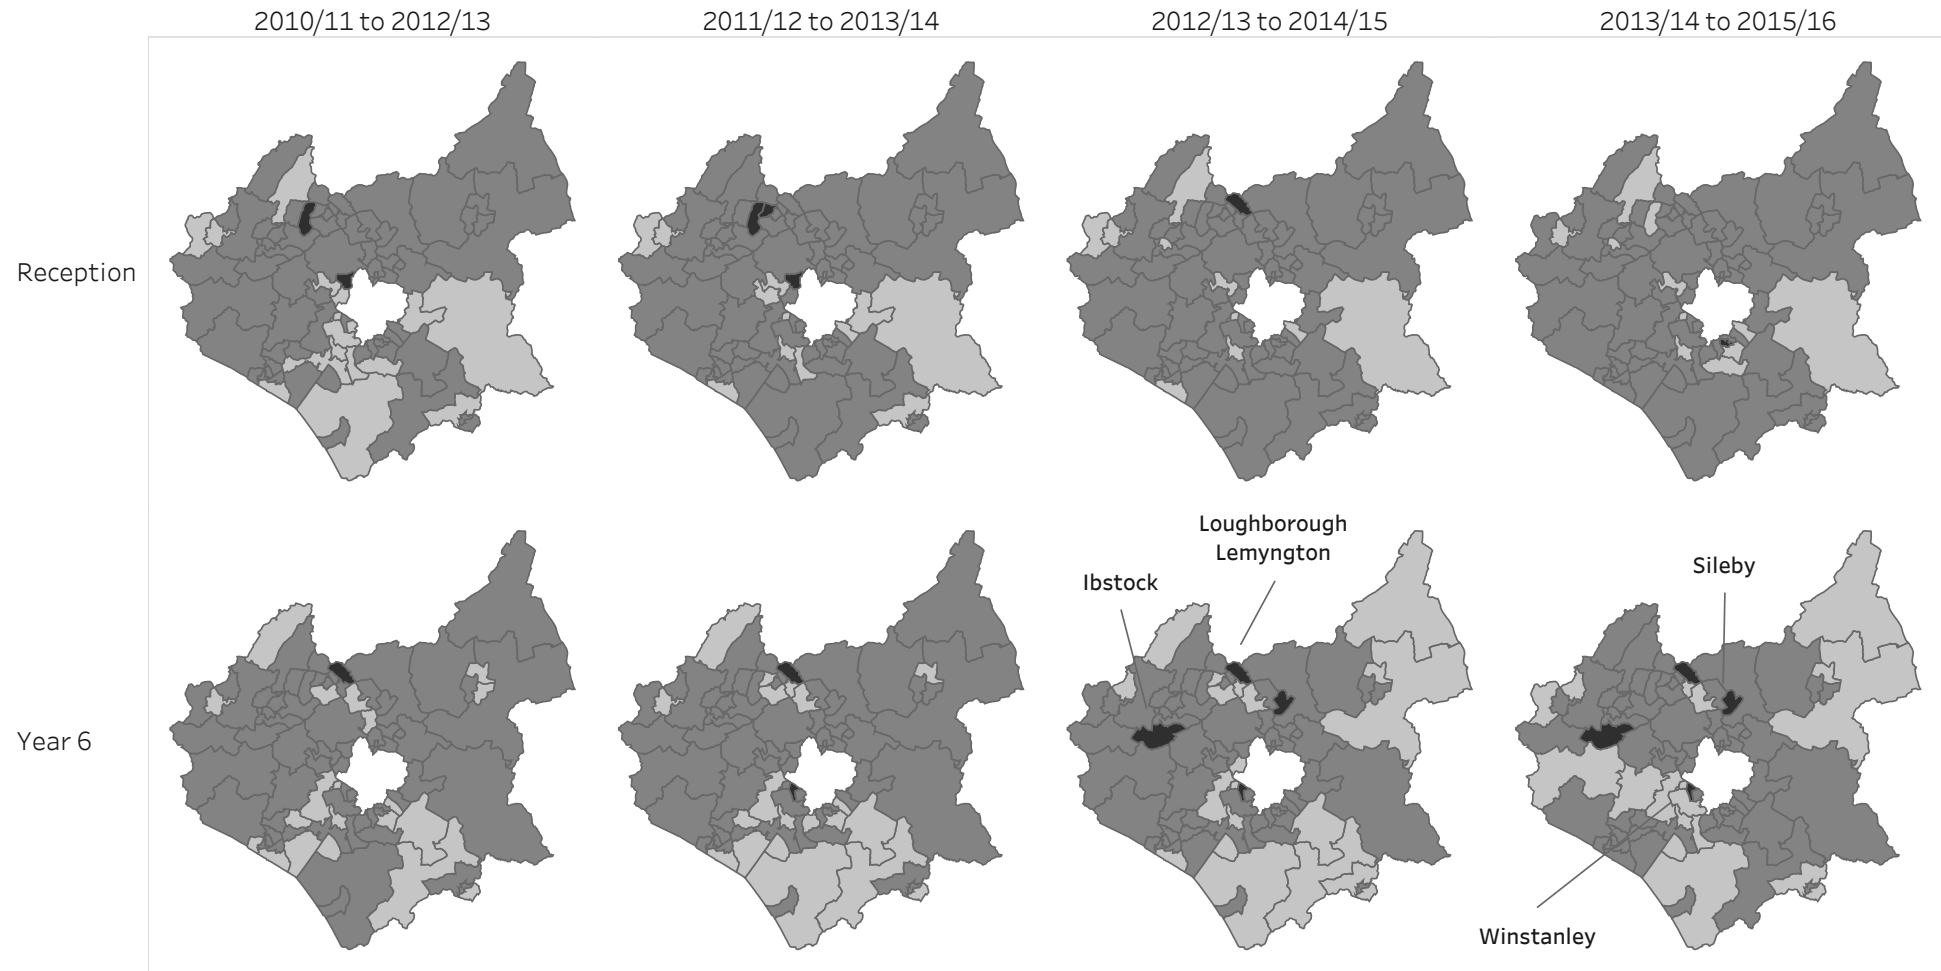 2010/11 to 2012/13
2011/12 to 2013/14
2012/13 to 2014/15
2013/14 to 2015/16
Reception
Loughborough
Lemyngton
Ibstock
Sileby
Year 6
Winstanley